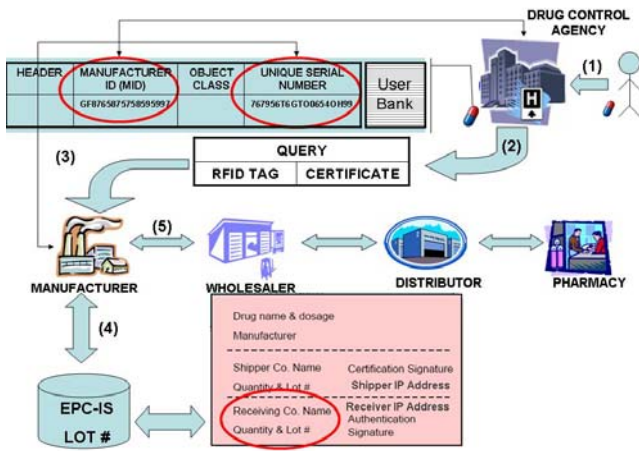 DRUG CONTROL
AGENCY
HEADER
MANUFACTURER
ID (MID)
OBJECT
CLASS
UNIQUE SERIAL
NUMBER
User
Bank
GF8765875758595997
767956T6GTO0654OH99
H
(1)
(2)
(3)
QUERY
RFID TAG
CERTIFICATE
(5)
MANUFACTURER
WHOLESALER
DISTRIBUTOR
PHARMACY
(4)
Drug name & dosage
Manufacturer
Shipper Co. Name
Certification Signature
Quantity & Lot #
Shipper IP Address
Receiving Co. Name
Receiver IP Address
Authentication
Quantity & Lot #
Signature
EPC-IS
LOT #